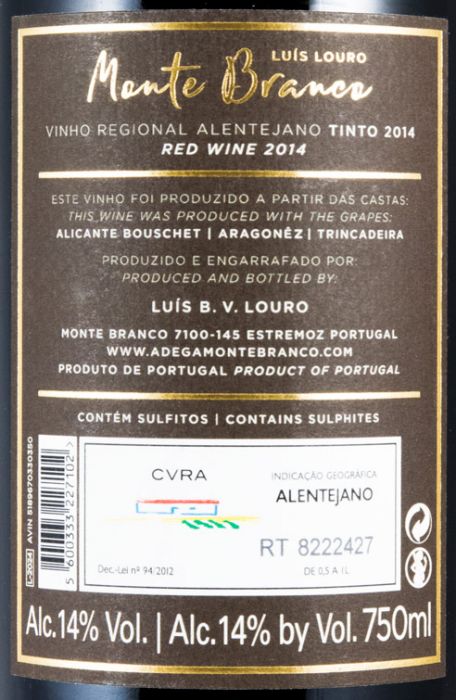 LUÍS LOURO
Monte Branco
VINHO REGIONAL ALENTEJANO TINTO 2014
RED WINE 2014
ESTE VINHO FOI PRODUZIDO A PARTIR DAS CASTAS:
THIS WINE WAS PRODUCED WITH THE GRAPES:
ALICANTE BOUSCHET | ARAGONÊZ | TRINCADEIRA
PRODUZIDO E ENGARRAFADO POR:
PRODUCED AND BOTTLED BY:
LUÍS B. V. LOURO
MONTE BRANCO 7100-145 ESTREMOZ PORTUGAL
WWW.ADEGAMONTEBRANCO.COM
PRODUTO DE PORTUGAL PRODUCT OF PORTUGAL
CONTÉM SULFITOS | CONTAINS SULPHITES
AVIN 5189670330350
L-2024
5 600333 227102 >
CVRA
INDICAÇÃO GEOGRÁFICA
ALENTEJANO
RT 8222427
Dec.-Lei nº 94/2012
DE 0,5 A 1L
Alc.14% Vol. | Alc.14% by Vol. 750ml